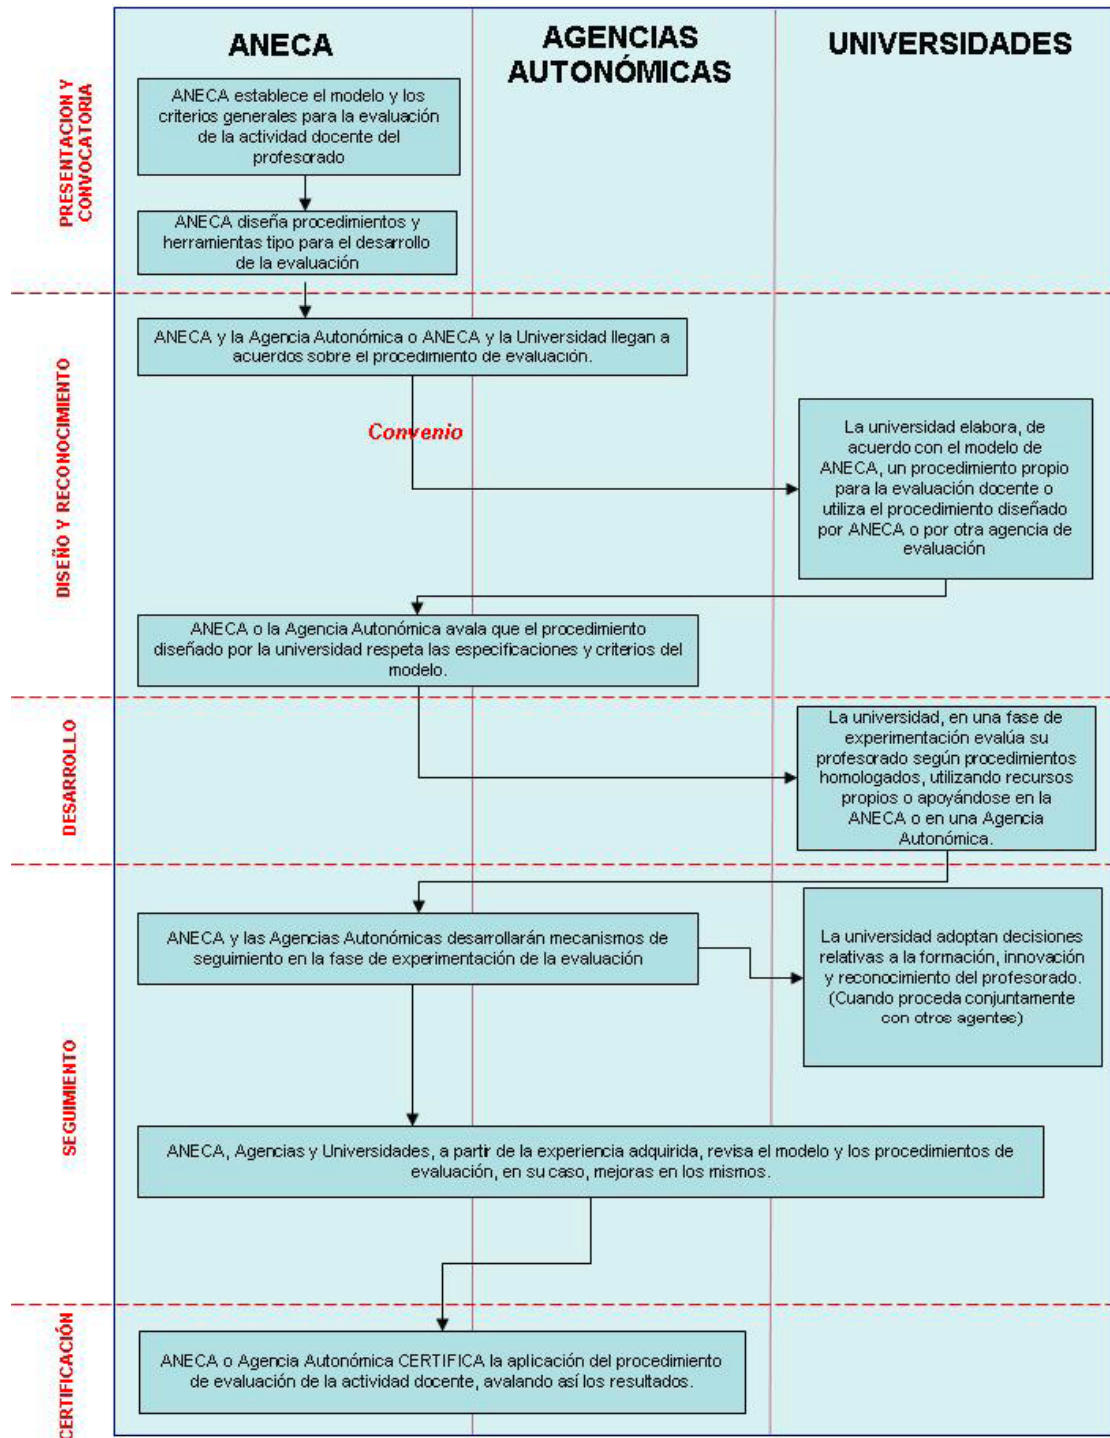 ANECA
AGENCIAS
AUTONÓMICAS
UNIVERSIDADES
PRESENTACION Y
CONVOCATORIA
ANECA establece el modelo y los
criterios generales para la evaluación
de la actividad docente del
profesorado
ANECA diseña procedimientos y
herramientas tipo para el desarrollo
de la evaluación
DISEÑO Y RECONOCIMIENTO
ANECA y la Agencia Autonómica o ANECA y la Universidad llegan a
acuerdos sobre el procedimiento de evaluación.
Convenio
La universidad elabora, de
acuerdo con el modelo de
ANECA, un procedimiento propio
para la evaluación docente o
utiliza el procedimiento diseñado
por ANECA o por otra agencia de
evaluación
ANECA o la Agencia Autonómica avala que el procedimiento
diseñado por la universidad respeta las especificaciones y criterios del
modelo.
DESARROLLO
La universidad, en una fase de
experimentación evalúa su
profesorado según procedimientos
homologados, utilizando recursos
propios o apoyándose en la
ANECA o en una Agencia
Autonómica.
SEGUIMIENTO
ANECA y las Agencias Autonómicas desarrollarán mecanismos de
seguimiento en la fase de experimentación de la evaluación
La universidad adoptan decisiones
relativas a la formación, innovación
y reconocimiento del profesorado.
(Cuando proceda conjuntamente
con otros agentes)
ANECA, Agencias y Universidades, a partir de la experiencia adquirida, revisa el modelo y los procedimientos de
evaluación, en su caso, mejoras en los mismos.
CERTIFICACIÓN
ANECA o Agencia Autonómica CERTIFICA la aplicación del procedimiento
de evaluación de la actividad docente, avalando así los resultados.